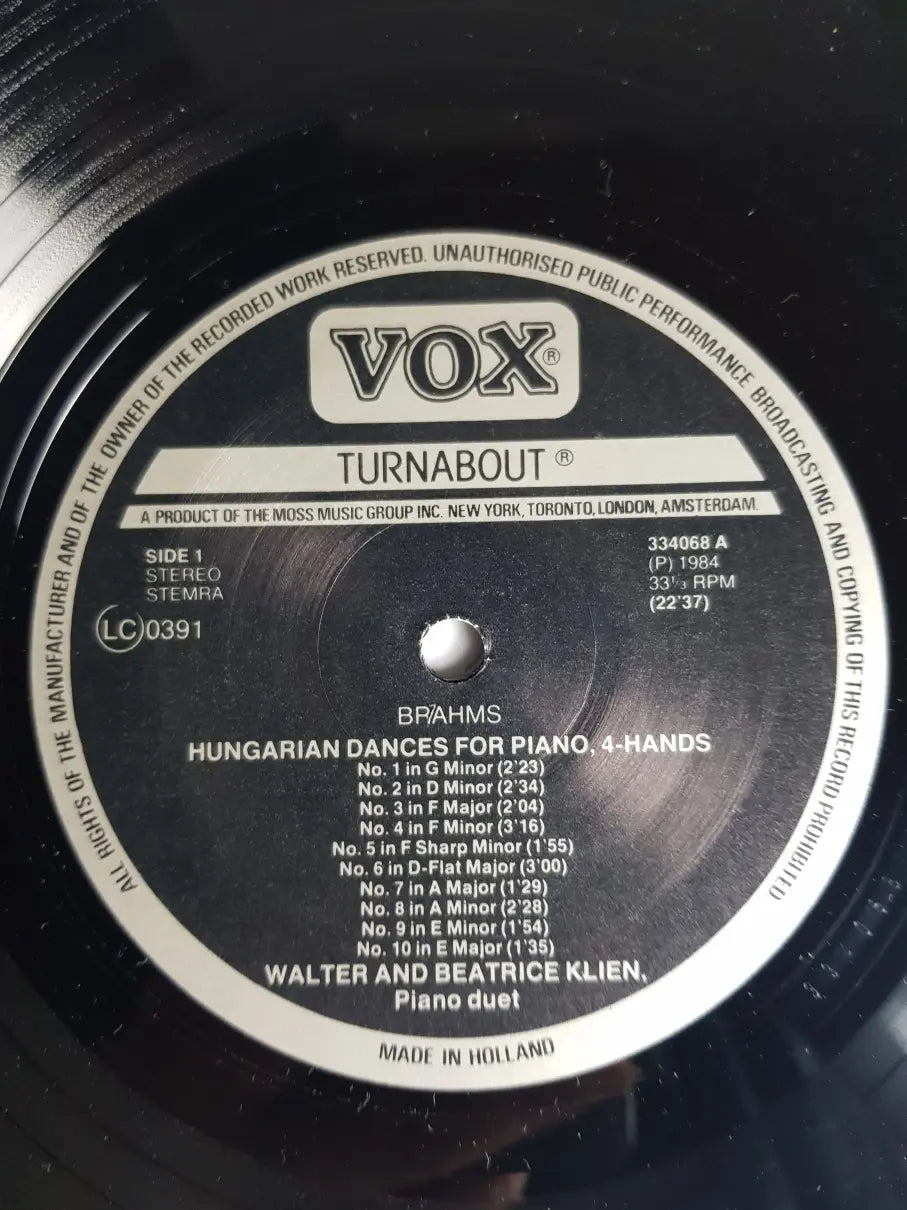 ALL RIGHTS OF THE MANUFACTURER AND OF THE OWNER OF THE RECORDED WORK RESERVED. UNAUTHORISED PUBLIC PERFORMANCE BROADCASTING AND COPYING OF THIS RECORD PROHIBITED
VOX®
TURNABOUT ®
A PRODUCT OF THE MOSS MUSIC GROUP INC. NEW YORK, TORONTO, LONDON, AMSTERDAM.
SIDE 1
STEREO
STEMRA
LC 0391
334068 A
(P) 1984
33⅓ RPM
(22'37)
BRAHMS
HUNGARIAN DANCES FOR PIANO, 4-HANDS
No. 1 in G Minor (2'23)
No. 2 in D Minor (2'34)
No. 3 in F Major (2'04)
No. 4 in F Minor (3'16)
No. 5 in F Sharp Minor (1'55)
No. 6 in D-Flat Major (3'00)
No. 7 in A Major (1'29)
No. 8 in A Minor (2'28)
No. 9 in E Minor (1'54)
No. 10 in E Major (1'35)
WALTER AND BEATRICE KLIEN,
Piano duet
MADE IN HOLLAND